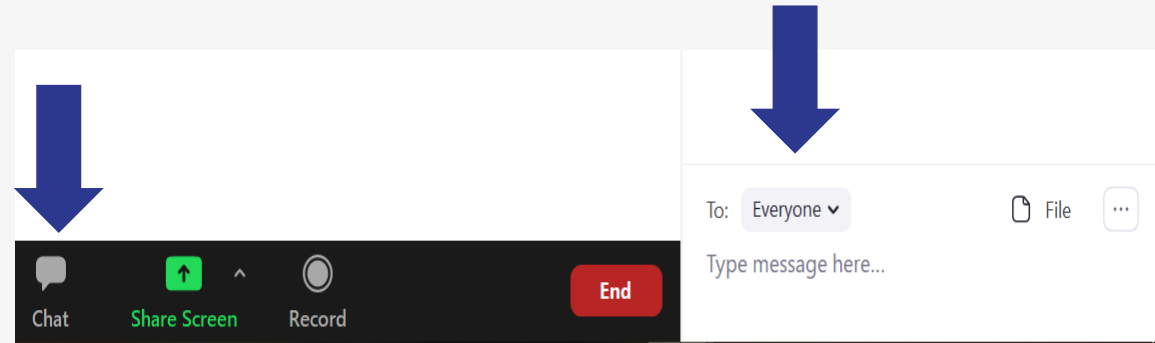 Chat
Share Screen
Record
End
To: Everyone
File
Type message here...